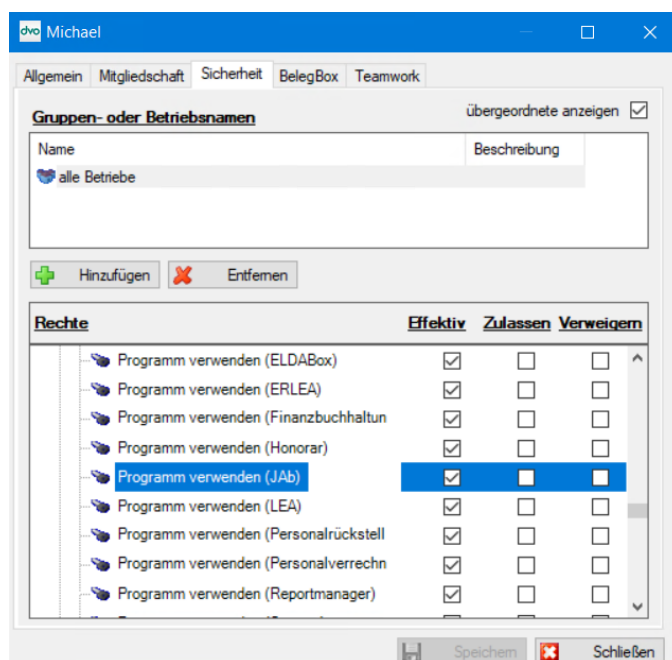 dvo Michael
Allgemein Mitgliedschaft Sicherheit BelegBox Teamwork
Gruppen- oder Betriebsnamen übergeordnete anzeigen
Name Beschreibung
alle Betriebe
Hinzufügen Entfernen
Rechte Effektiv Zulassen Verweigern
Programm verwenden (ELDABox)
Programm verwenden (ERLEA)
Programm verwenden (Finanzbuchhaltun
Programm verwenden (Honorar)
Programm verwenden (JAb)
Programm verwenden (LEA)
Programm verwenden (Personalrückstell
Programm verwenden (Personalverrechn
Programm verwenden (Reportmanager)
Speichern Schließen